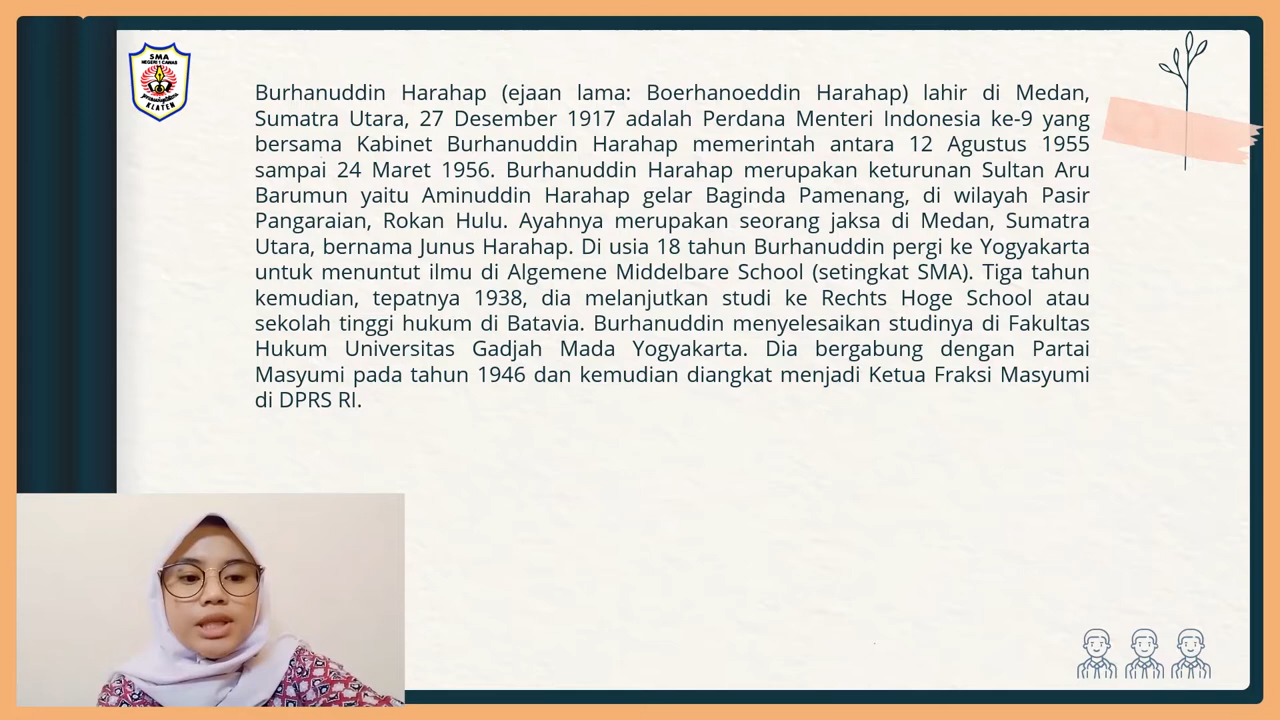 SMA
NEGERI 1 CAWAS
KLATEN
Burhanuddin Harahap (ejaan lama: Boerhanoeddin Harahap) lahir di Medan,
Sumatra Utara, 27 Desember 1917 adalah Perdana Menteri Indonesia ke-9 yang
bersama Kabinet Burhanuddin Harahap memerintah antara 12 Agustus 1955
sampai 24 Maret 1956. Burhanuddin Harahap merupakan keturunan Sultan Aru
Barumun yaitu Aminuddin Harahap gelar Baginda Pamenang, di wilayah Pasir
Pangaraian, Rokan Hulu. Ayahnya merupakan seorang jaksa di Medan, Sumatra
Utara, bernama Junus Harahap. Di usia 18 tahun Burhanuddin pergi ke Yogyakarta
untuk menuntut ilmu di Algemene Middelbare School (setingkat SMA). Tiga tahun
kemudian, tepatnya 1938, dia melanjutkan studi ke Rechts Hoge School atau
sekolah tinggi hukum di Batavia. Burhanuddin menyelesaikan studinya di Fakultas
Hukum Universitas Gadjah Mada Yogyakarta. Dia bergabung dengan Partai
Masyumi pada tahun 1946 dan kemudian diangkat menjadi Ketua Fraksi Masyumi
di DPRS RI.